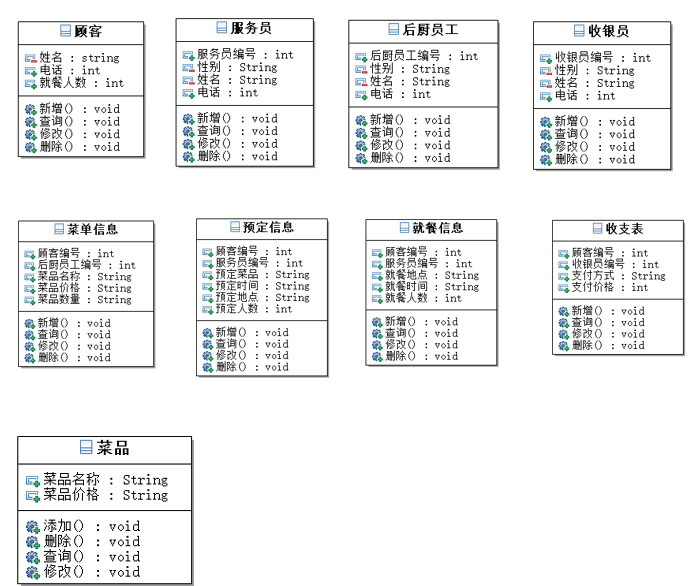 顾客
姓名 : string
电话 : int
就餐人数 : int
新增() : void
查询() : void
修改() : void
删除() : void
服务员
服务员编号 : int
性别 : String
姓名 : String
电话 : int
新增() : void
查询() : void
修改() : void
删除() : void
后厨员工
后厨员工编号 : int
性别 : String
姓名 : String
电话 : int
新增() : void
查询() : void
修改() : void
删除() : void
收银员
收银员编号 : int
性别 : String
姓名 : String
电话 : int
新增() : void
查询() : void
修改() : void
删除() : void
菜单信息
顾客编号 : int
后厨员工编号 : int
菜品名称 : String
菜品价格 : String
菜品数量 : String
新增() : void
查询() : void
修改() : void
删除() : void
预定信息
顾客编号 : int
服务员编号 : int
预定菜品 : String
预定时间 : String
预定地点 : String
预定人数 : int
新增() : void
查询() : void
修改() : void
删除() : void
就餐信息
顾客编号 : int
服务员编号 : int
就餐地点 : String
就餐时间 : String
就餐人数 : int
新增() : void
查询() : void
修改() : void
删除() : void
收支表
顾客编号 : int
收银员编号 : int
支付方式 : String
支付价格 : int
新增() : void
查询() : void
修改() : void
删除() : void
菜品
菜品名称 : String
菜品价格 : String
添加() : void
删除() : void
查询() : void
修改() : void